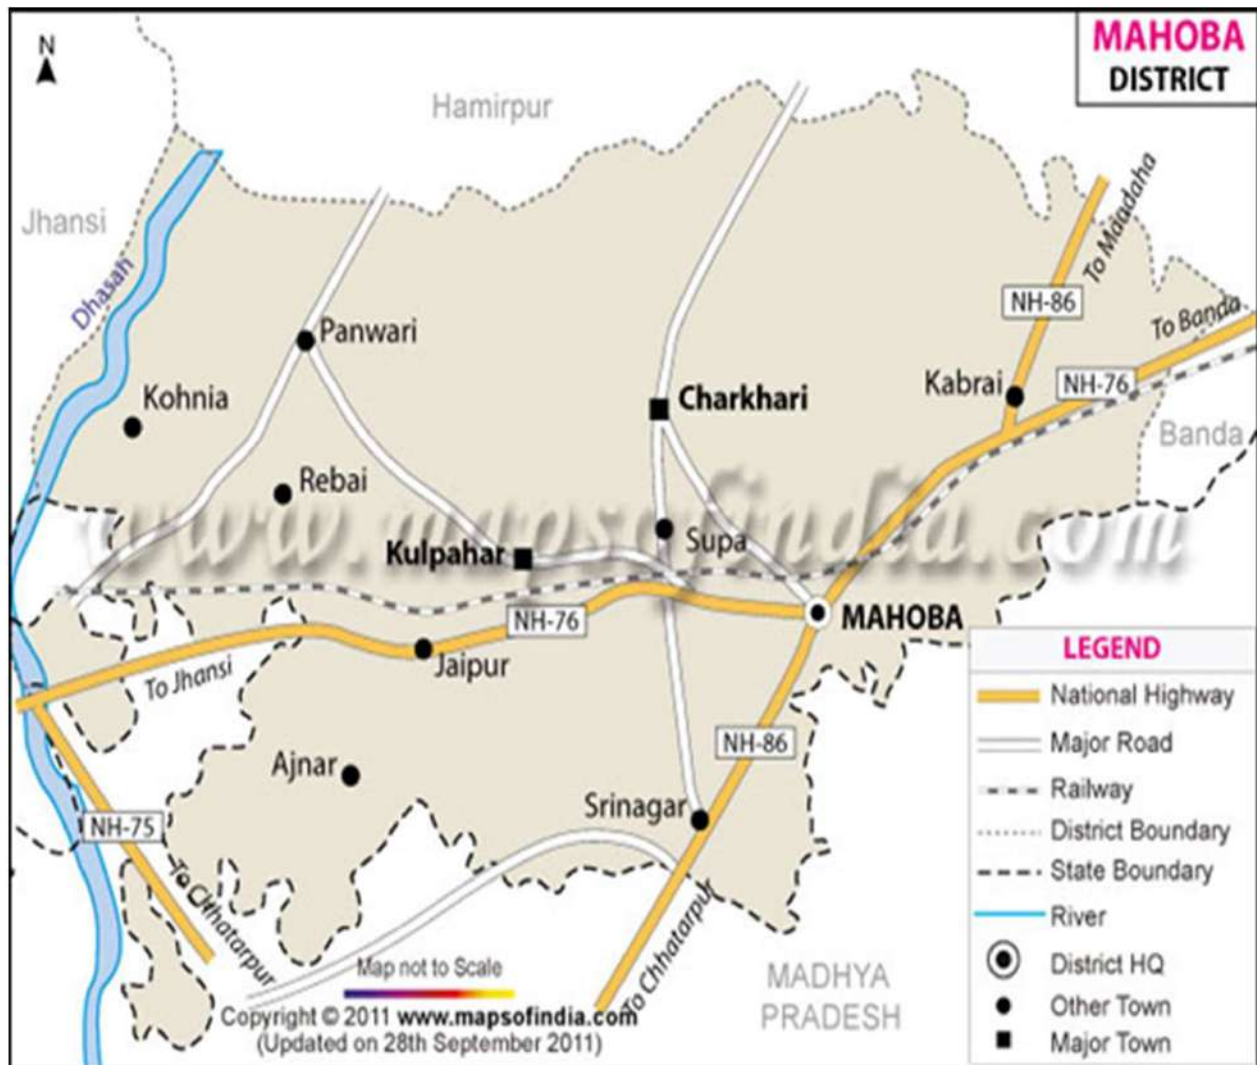 MAHOBA
DISTRICT
N
Hamirpur
Jhansi
Dhasan
To Maadaha
NH-86
To Banda
Panwari
Kabrai
NH-76
Kohnia
Charkhari
Banda
Rebai
www.mapsofindia.com
Kulpahar
Supa
NH-76
MAHOBA
To Jhansi
Jaipur
NH-86
Ajnar
Srinagar
NH-75
To Chhatarpur
To Chhatarpur
MADHYA
PRADESH
LEGEND
National Highway
Major Road
Railway
District Boundary
State Boundary
River
District HQ
Other Town
Major Town
Map not to Scale
Copyright © 2011 www.mapsofindia.com
(Updated on 28th September 2011)